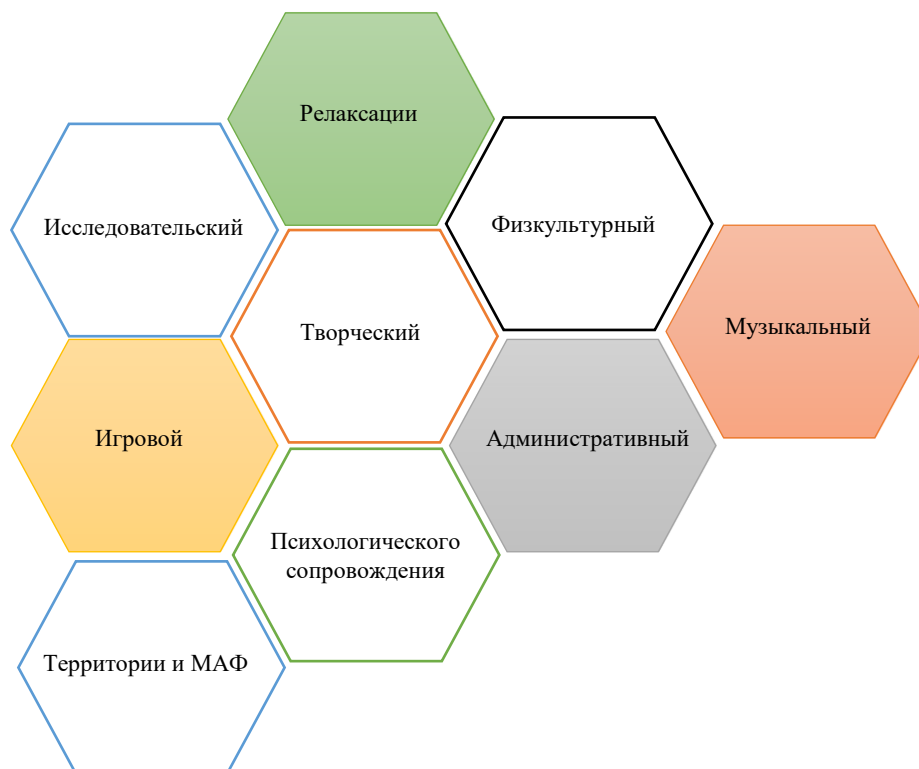 Релаксации
Исследовательский
Физкультурный
Музыкальный
Творческий
Игровой
Административный
Психологического
сопровождения
Территории и МАФ